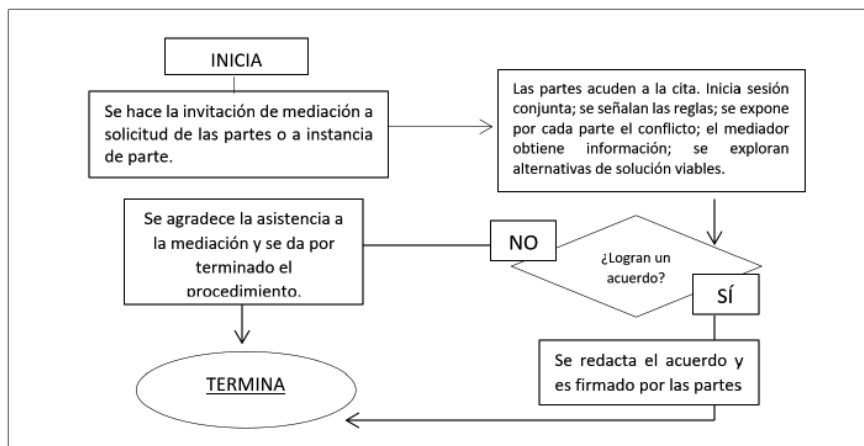 INICIA
Se hace la invitación de mediación a
solicitud de las partes o a instancia
de parte.
Las partes acuden a la cita. Inicia sesión
conjunta; se señalan las reglas; se expone
por cada parte el conflicto; el mediador
obtiene información; se exploran
alternativas de solución viables.
Se agradece la asistencia a
la mediación y se da por
terminado el
procedimiento.
NO
¿Logran un
acuerdo?
SÍ
Se redacta el acuerdo y
es firmado por las partes
TERMINA